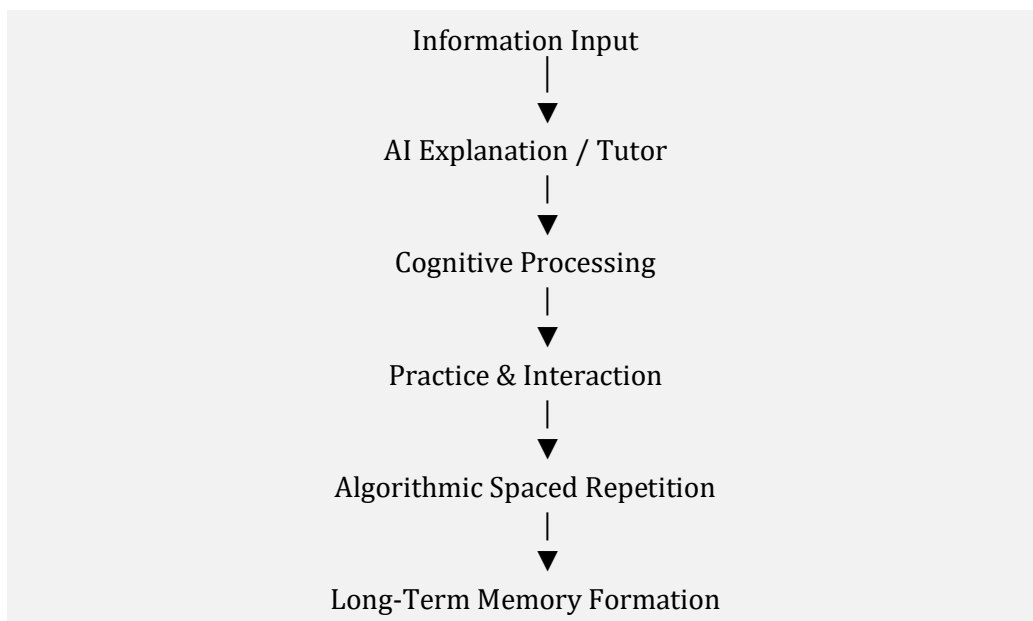 Information Input
AI Explanation / Tutor
Cognitive Processing
Practice & Interaction
Algorithmic Spaced Repetition
Long-Term Memory Formation